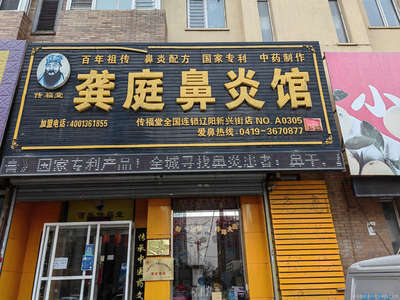 百年祖传 鼻炎配方 国家专利 中药制作
传福堂
龚庭鼻炎馆
加盟电话:4001361855
传福堂全国连锁辽阳新兴街店 NO. A0305
爱鼻热线:0419-3670877
国家专利产品!全城寻找鼻炎患者:鼻干、
小